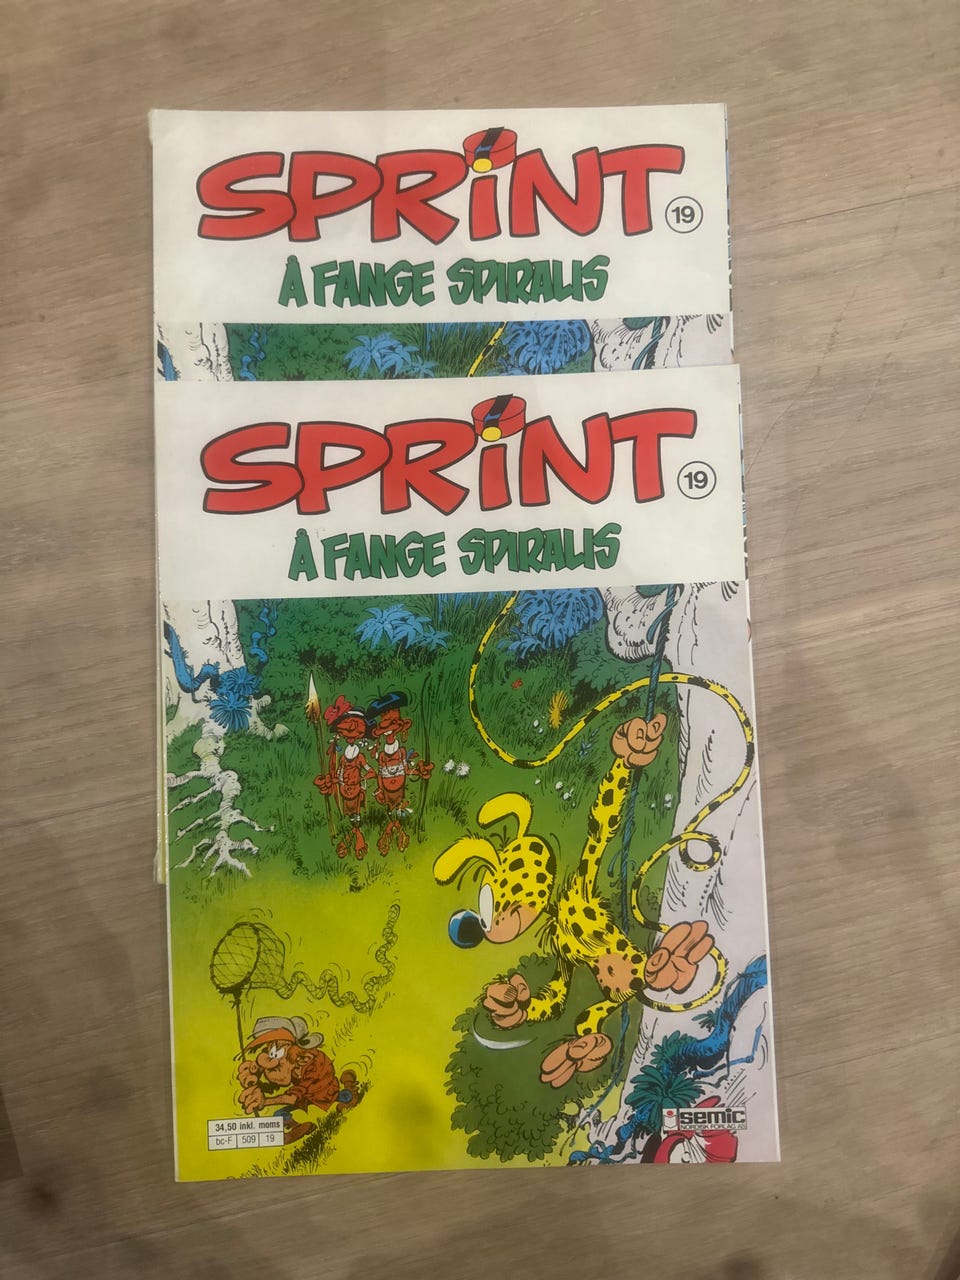 SPRiNT
19
Å FANGE SPIRALIS
SPRiNT
19
Å FANGE SPIRALIS
34,50 inkl. moms
bc-F 509 19
semic
NORDISK FORLAG AS